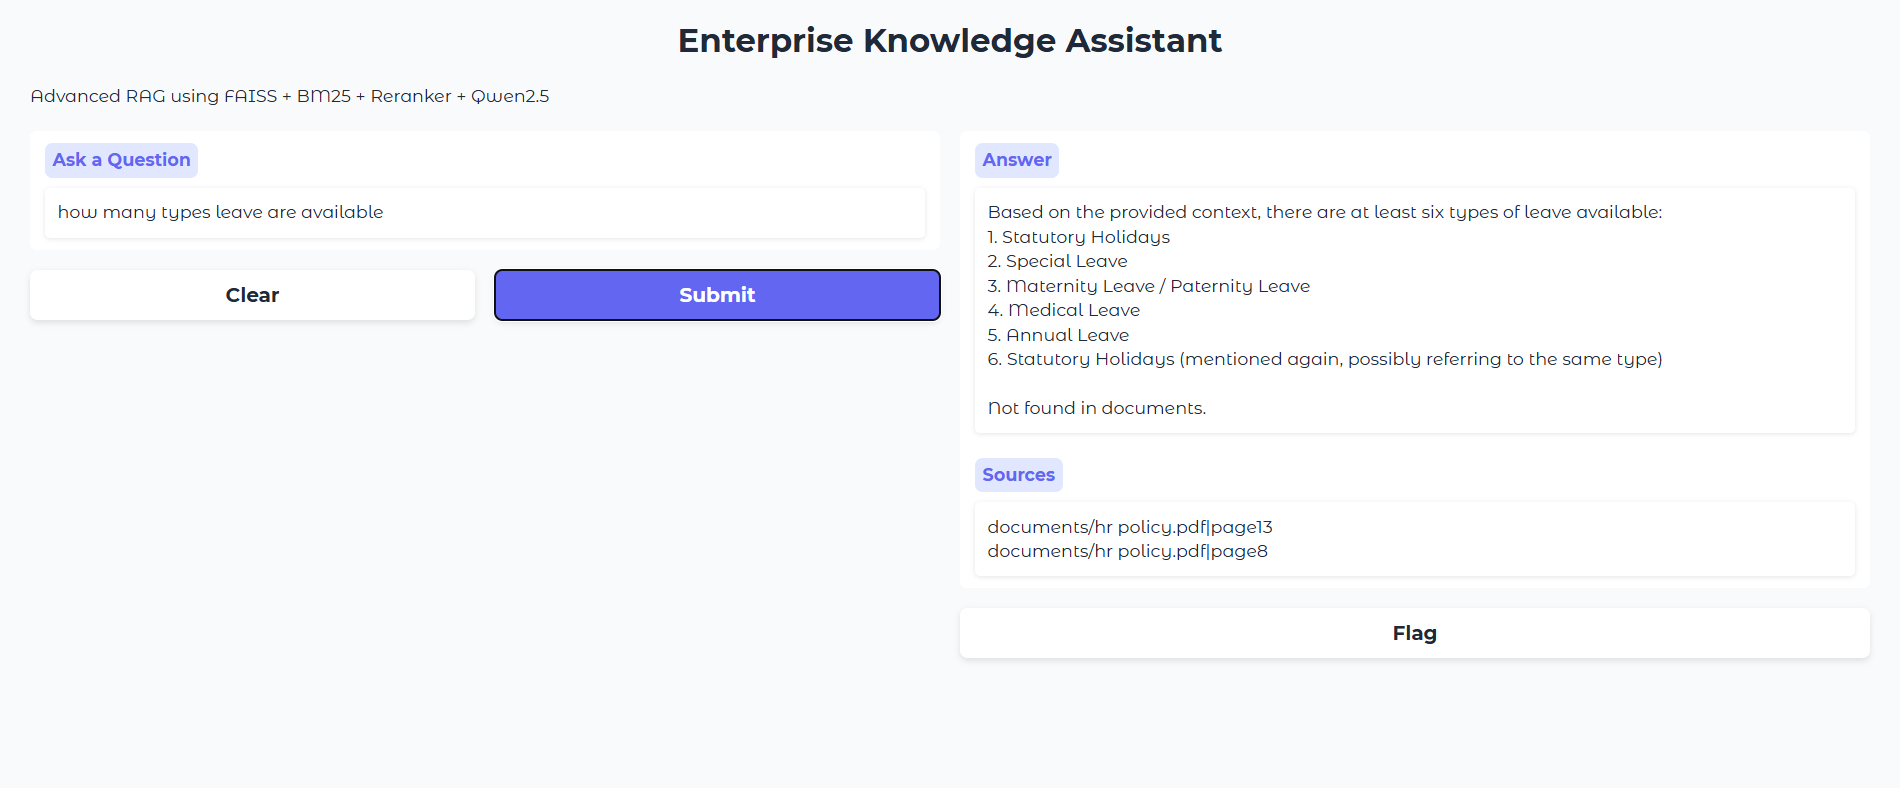 Enterprise Knowledge Assistant
Advanced RAG using FAISS + BM25 + Reranker + Qwen2.5
Ask a Question
how many types leave are available
Clear
Submit
Answer
Based on the provided context, there are at least six types of leave available:
1. Statutory Holidays
2. Special Leave
3. Maternity Leave / Paternity Leave
4. Medical Leave
5. Annual Leave
6. Statutory Holidays (mentioned again, possibly referring to the same type)
Not found in documents.
Sources
documents/hr policy.pdf|page13
documents/hr policy.pdf|page8
Flag